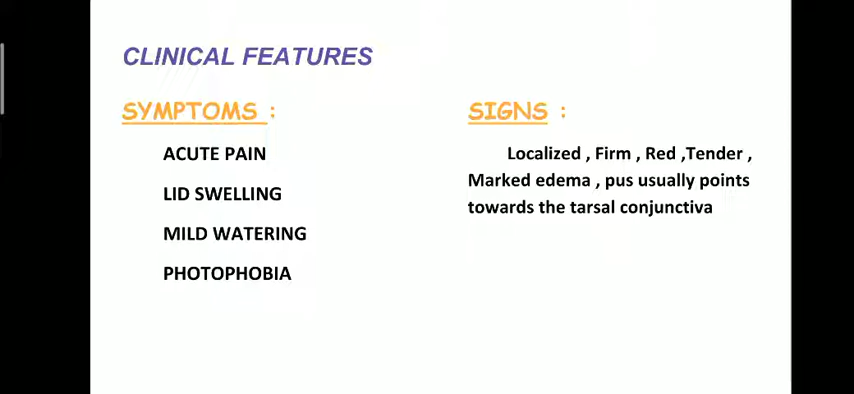 CLINICAL FEATURES
SYMPTOMS :
ACUTE PAIN
LID SWELLING
MILD WATERING
PHOTOPHOBIA
SIGNS :
Localized , Firm , Red ,Tender ,
Marked edema , pus usually points
towards the tarsal conjunctiva